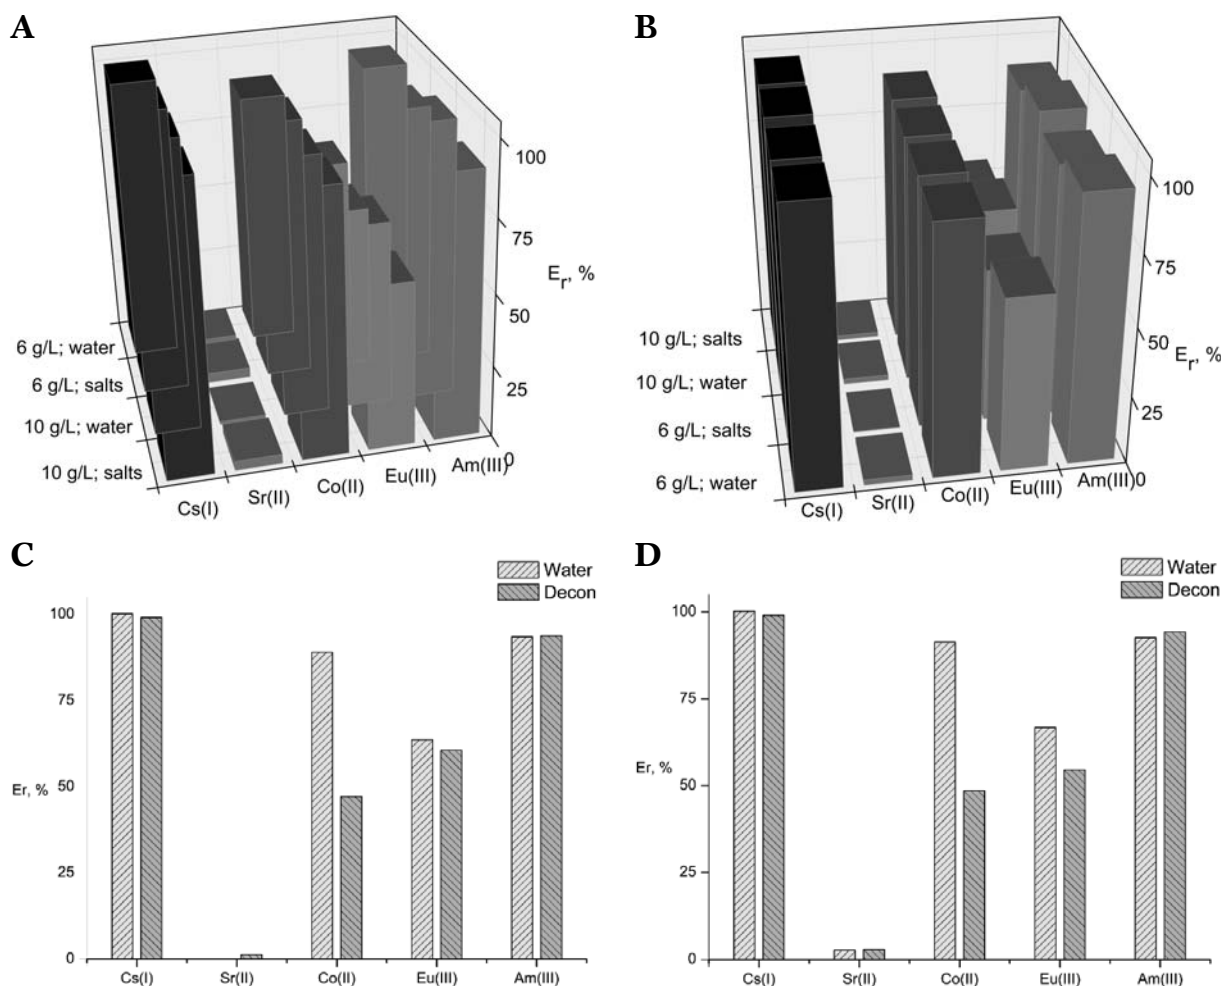 A
100
75
E_r, %
50
25
0
6 g/L; water
6 g/L; salts
10 g/L; water
10 g/L; salts
Cs(I)
Sr(II)
Co(II)
Eu(III)
Am(III)
B
100
75
50
E_r, %
25
0
10 g/L; salts
10 g/L; water
6 g/L; salts
6 g/L; water
Cs(I)
Sr(II)
Co(II)
Eu(III)
Am(III)
C
Water
Decon
100
75
50
Er, %
25
0
Cs(I) Sr(II) Co(II) Eu(III) Am(III)
D
Water
Decon
100
75
Er, %
50
25
0
Cs(I) Sr(II) Co(II) Eu(III) Am(III)